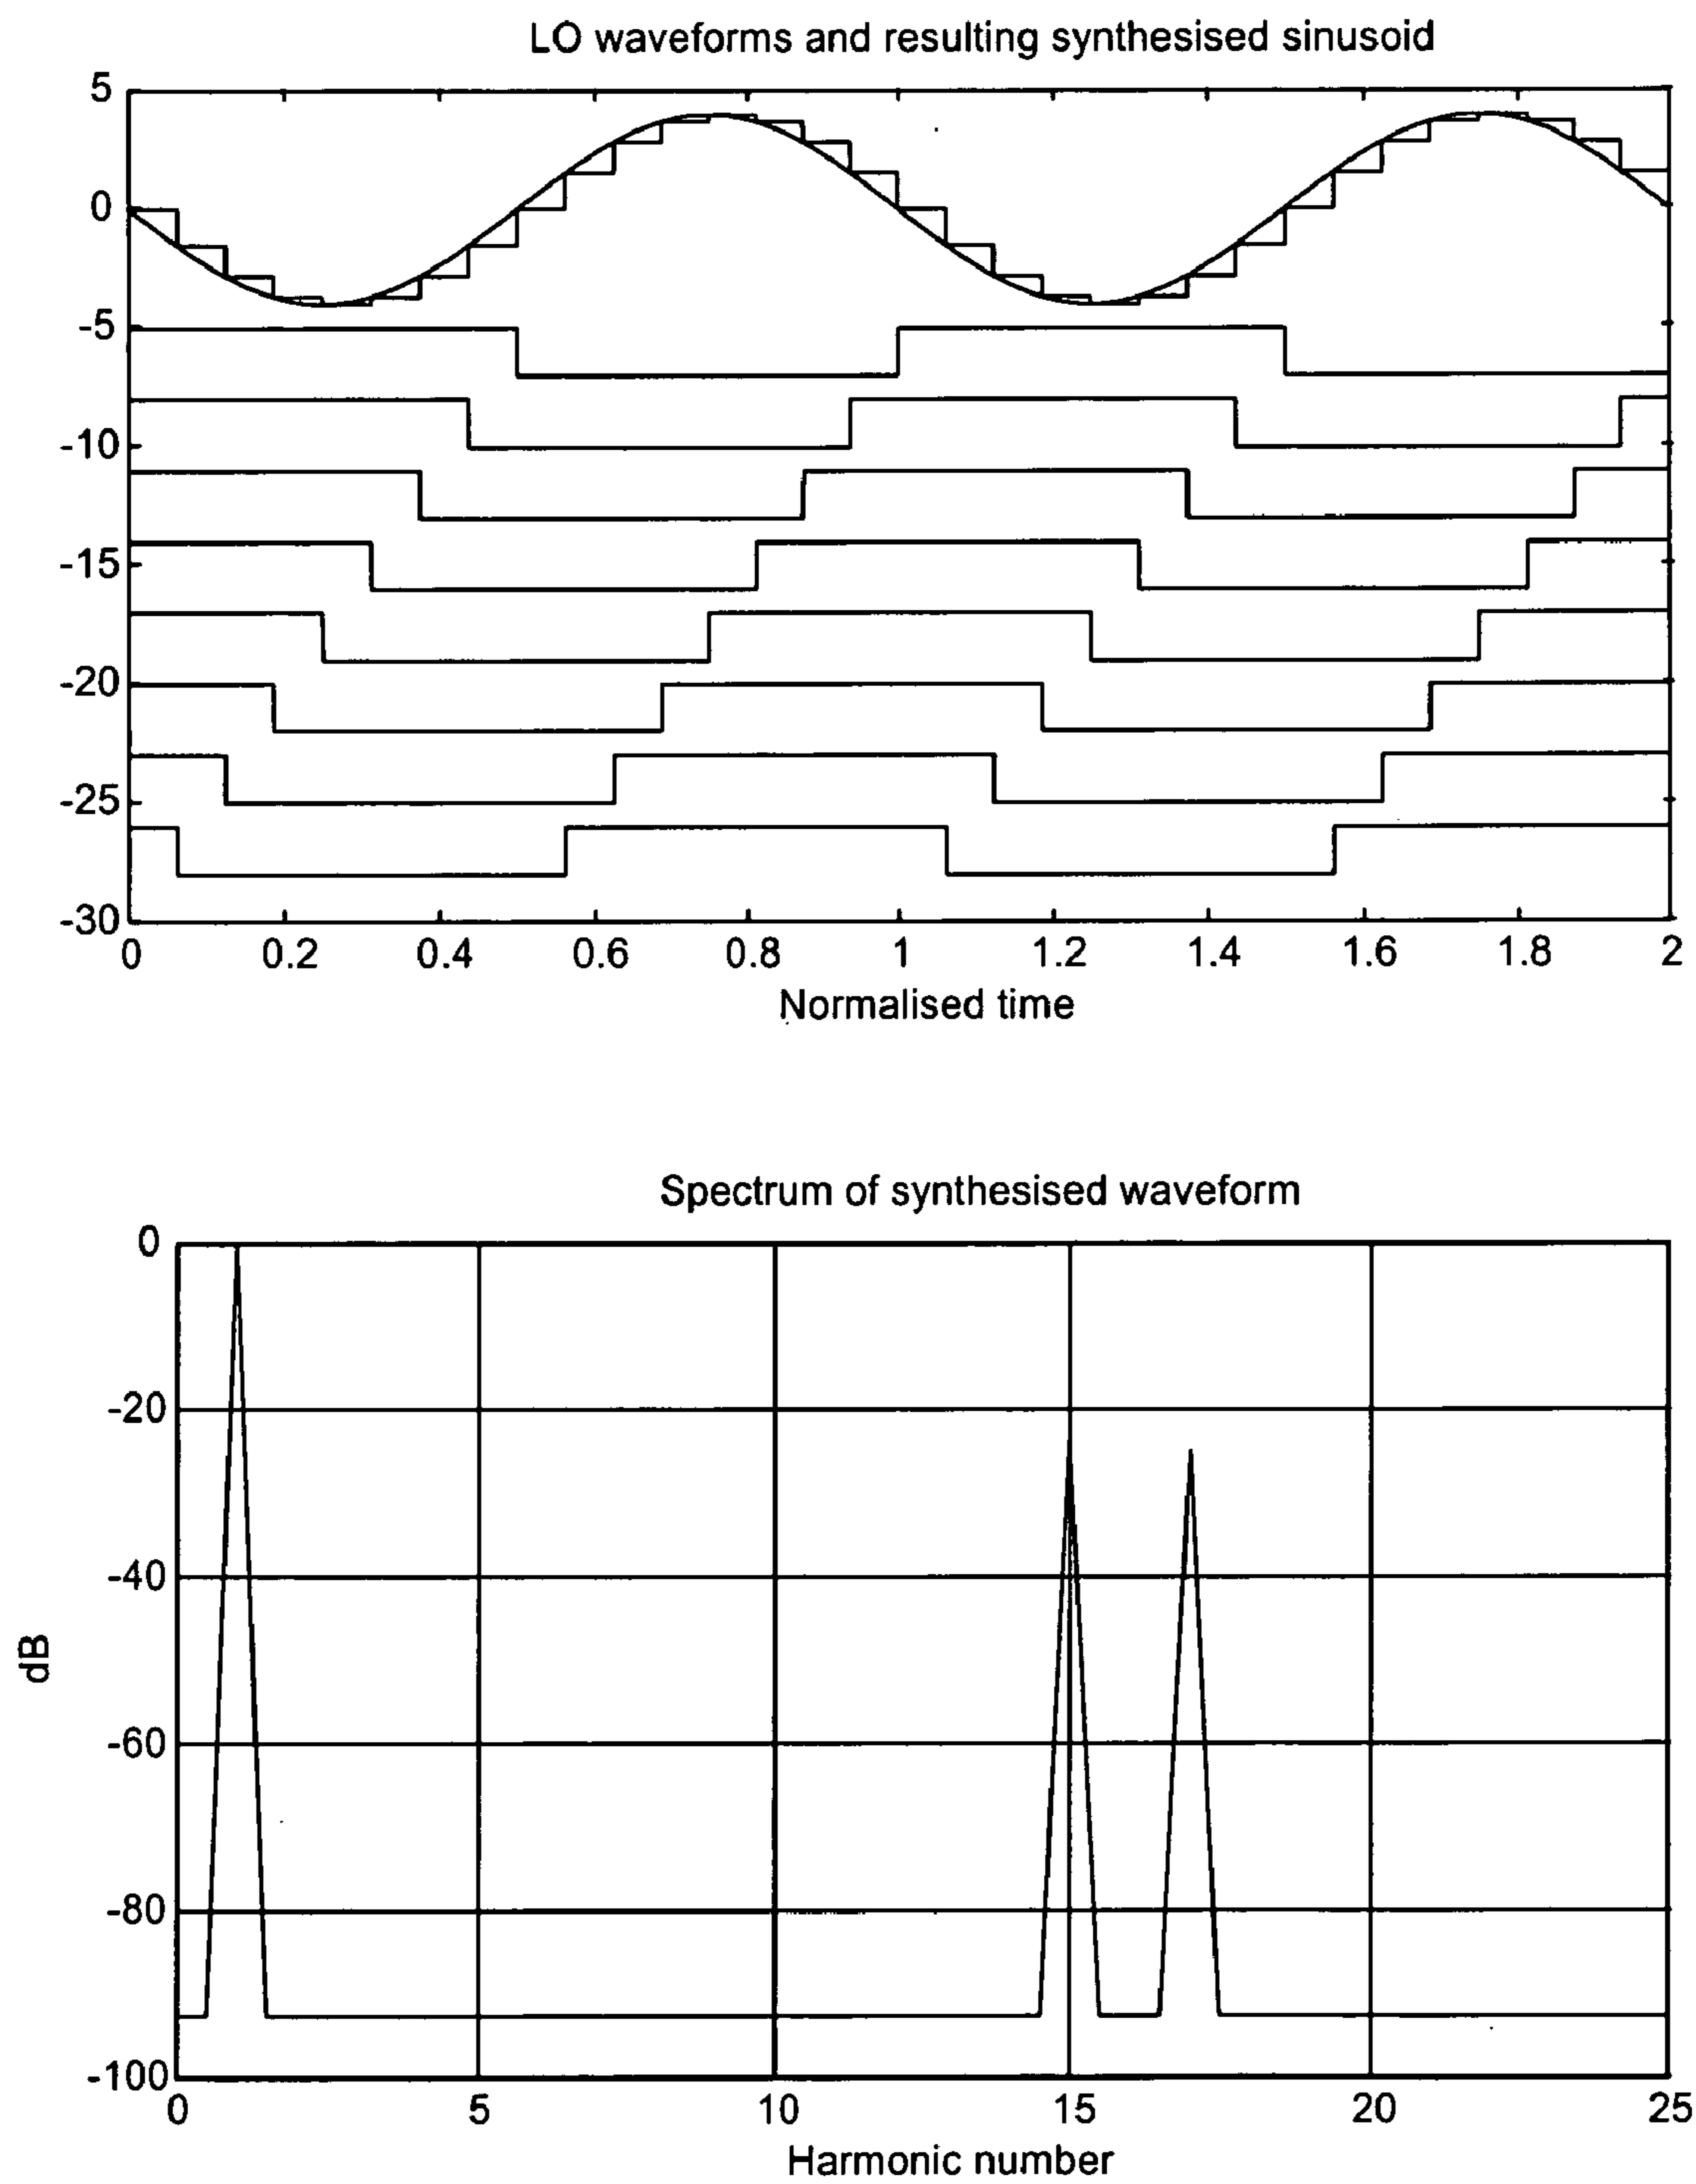 LO waveforms and resulting synthesised sinusoid
5
0
-5
-10
-15
-20
-25
-30
0 0.2 0.4 0.6 0.8 1 1.2 1.4 1.6 1.8 2
Normalised time
Spectrum of synthesised waveform
0
-20
-40
-60
-80
-100
dB
0 5 10 15 20 25
Harmonic number